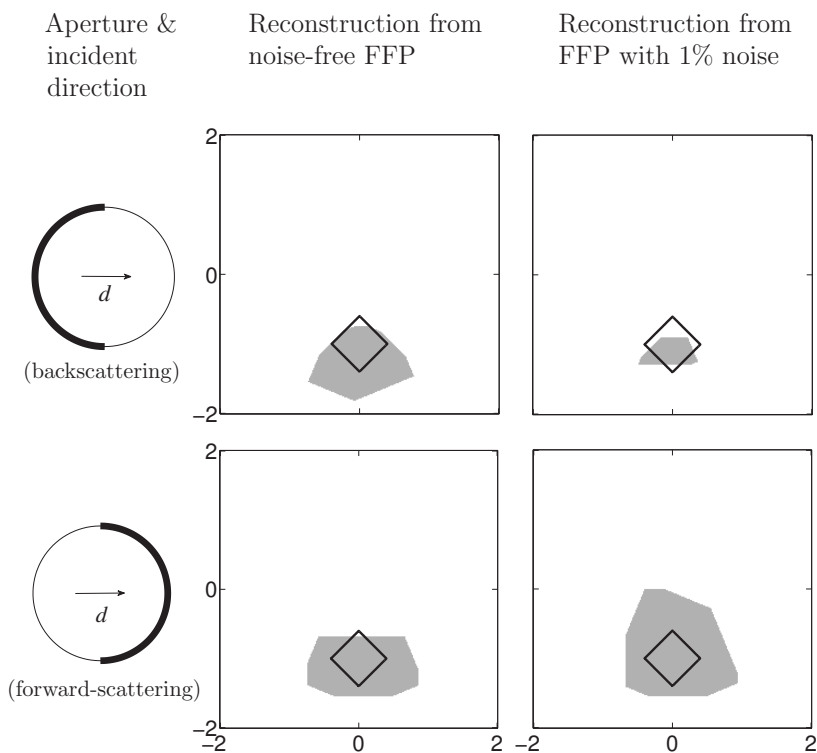 Aperture &
incident
direction
Reconstruction from
noise-free FFP
Reconstruction from
FFP with 1% noise
2
0
−2
d
(backscattering)
2
0
−2
d
(forward-scattering)
−2
0
2
−2
0
2